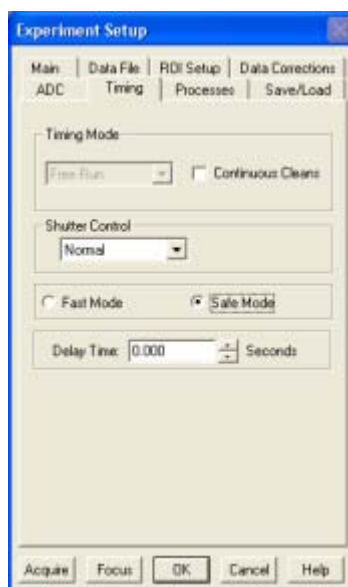 Experiment Setup
Main Data File ROI Setup Data Corrections
ADC Timing Processes Save/Load
Timing Mode
Free Run Continuous Cleans
Shutter Control
Normal
Fast Mode Safe Mode
Delay Time: 0.000 Seconds
Acquire Focus OK Cancel Help